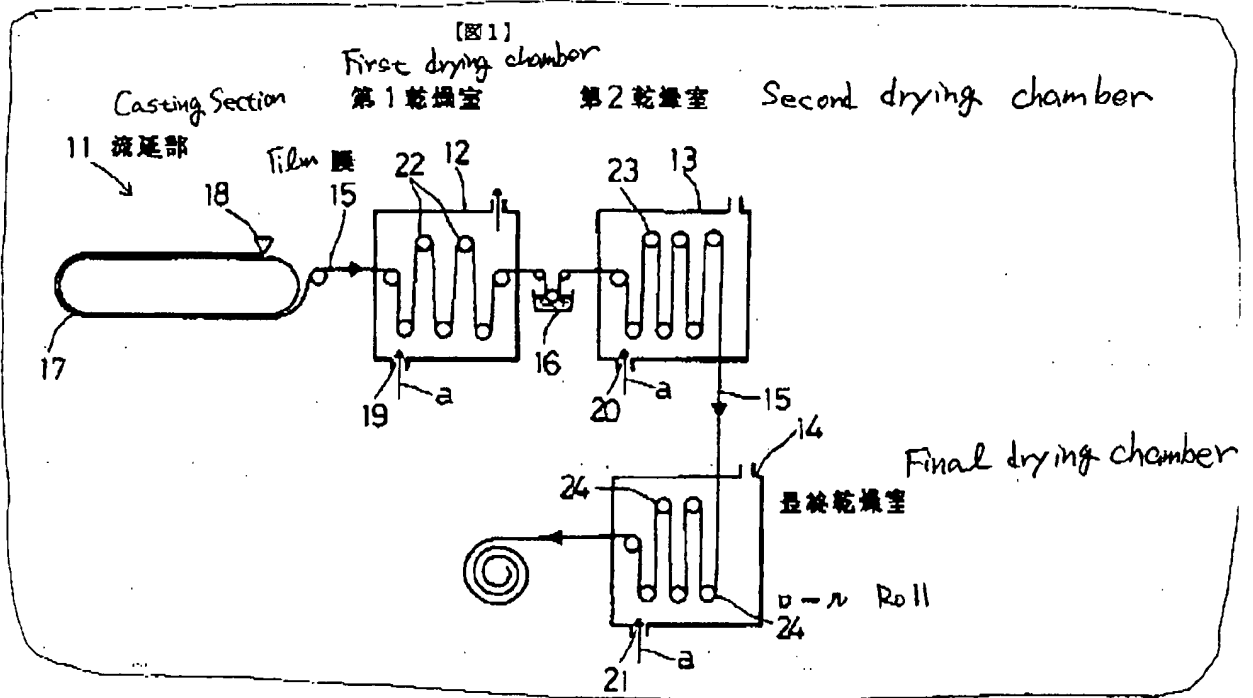 【図1】
First drying chamber
Casting Section 第1乾燥室 第2乾燥室 Second drying chamber
11 流延部
Film 膜 22 12 23 13
18 15
17 16
19 a 20 a 15
14
Final drying chamber
24 最終乾燥室
ロール Roll
24
21 a